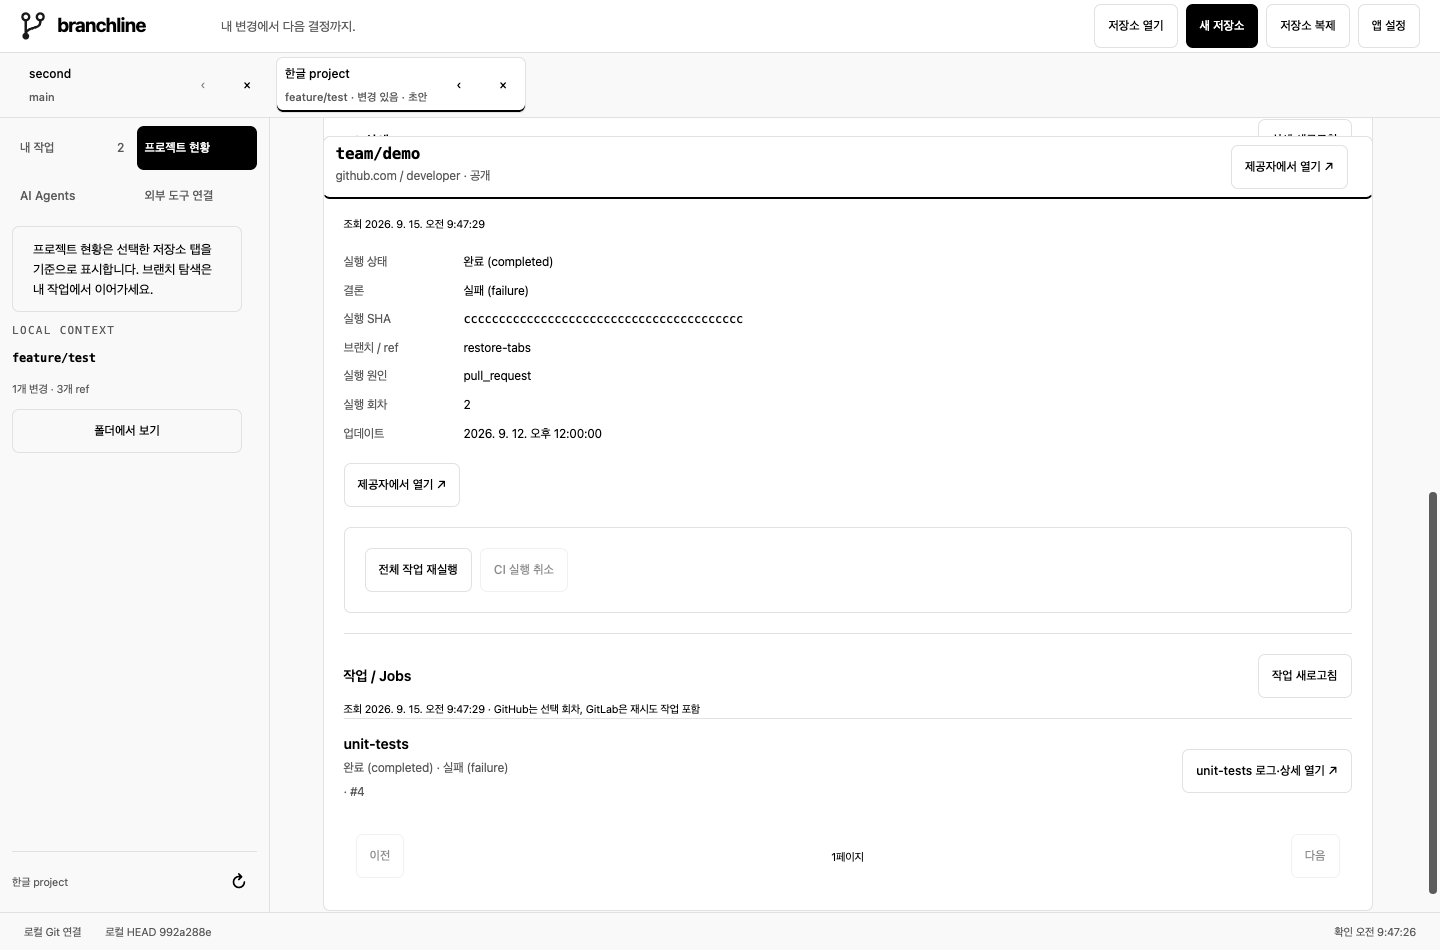 branchline
내 변경에서 다음 결정까지.
저장소 열기
새 저장소
저장소 복제
앱 설정
second
main
‹
×
한글 project
feature/test · 변경 있음 · 초안
‹
×
내 작업
2
프로젝트 현황
AI Agents
외부 도구 연결
프로젝트 현황은 선택한 저장소 탭을
기준으로 표시합니다. 브랜치 탐색은
내 작업에서 이어가세요.
LOCAL CONTEXT
feature/test
1개 변경 · 3개 ref
폴더에서 보기
한글 project
team/demo
github.com / developer · 공개
제공자에서 열기 ↗
조회 2026. 9. 15. 오전 9:47:29
실행 상태
완료 (completed)
결론
실패 (failure)
실행 SHA
cccccccccccccccccccccccccccccccccccccccc
브랜치 / ref
restore-tabs
실행 원인
pull_request
실행 회차
2
업데이트
2026. 9. 12. 오후 12:00:00
제공자에서 열기 ↗
전체 작업 재실행
CI 실행 취소
작업 / Jobs
작업 새로고침
조회 2026. 9. 15. 오전 9:47:29 · GitHub는 선택 회차, GitLab은 재시도 작업 포함
unit-tests
완료 (completed) · 실패 (failure)
· #4
unit-tests 로그·상세 열기 ↗
이전
1페이지
다음
로컬 Git 연결
로컬 HEAD 992a288e
확인 오전 9:47:26